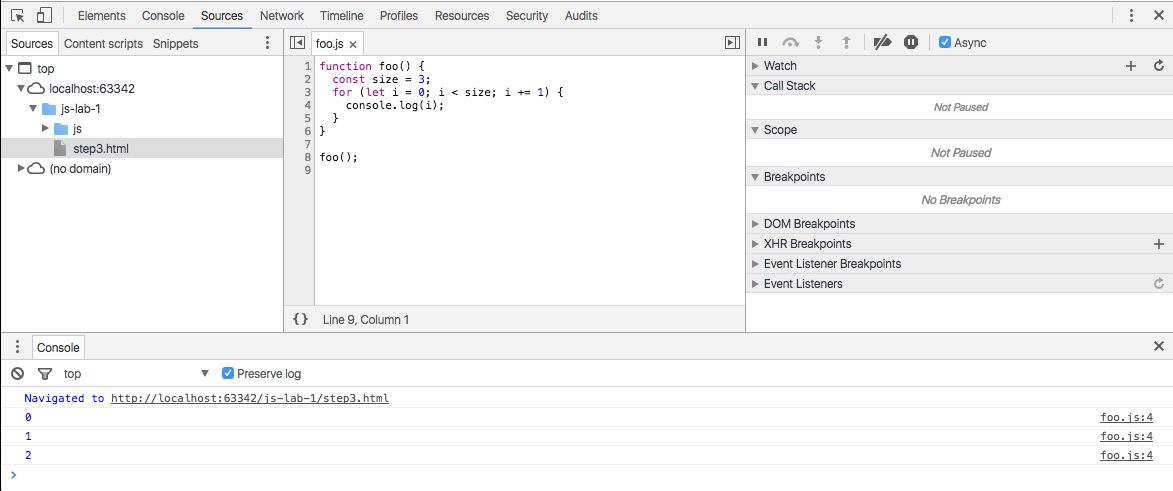 Elements Console Sources Network Timeline Profiles Resources Security Audits
Sources Content scripts Snippets
top
localhost:63342
js-lab-1
js
step3.html
(no domain)
foo.js
1 function foo() {
2 const size = 3;
3 for (let i = 0; i < size; i += 1) {
4 console.log(i);
5 }
6 }
7
8 foo();
9
{} Line 9, Column 1
Async
Watch
Call Stack
Not Paused
Scope
Not Paused
Breakpoints
No Breakpoints
DOM Breakpoints
XHR Breakpoints
Event Listener Breakpoints
Event Listeners
Console
top Preserve log
Navigated to http://localhost:63342/js-lab-1/step3.html
0 foo.js:4
1 foo.js:4
2 foo.js:4